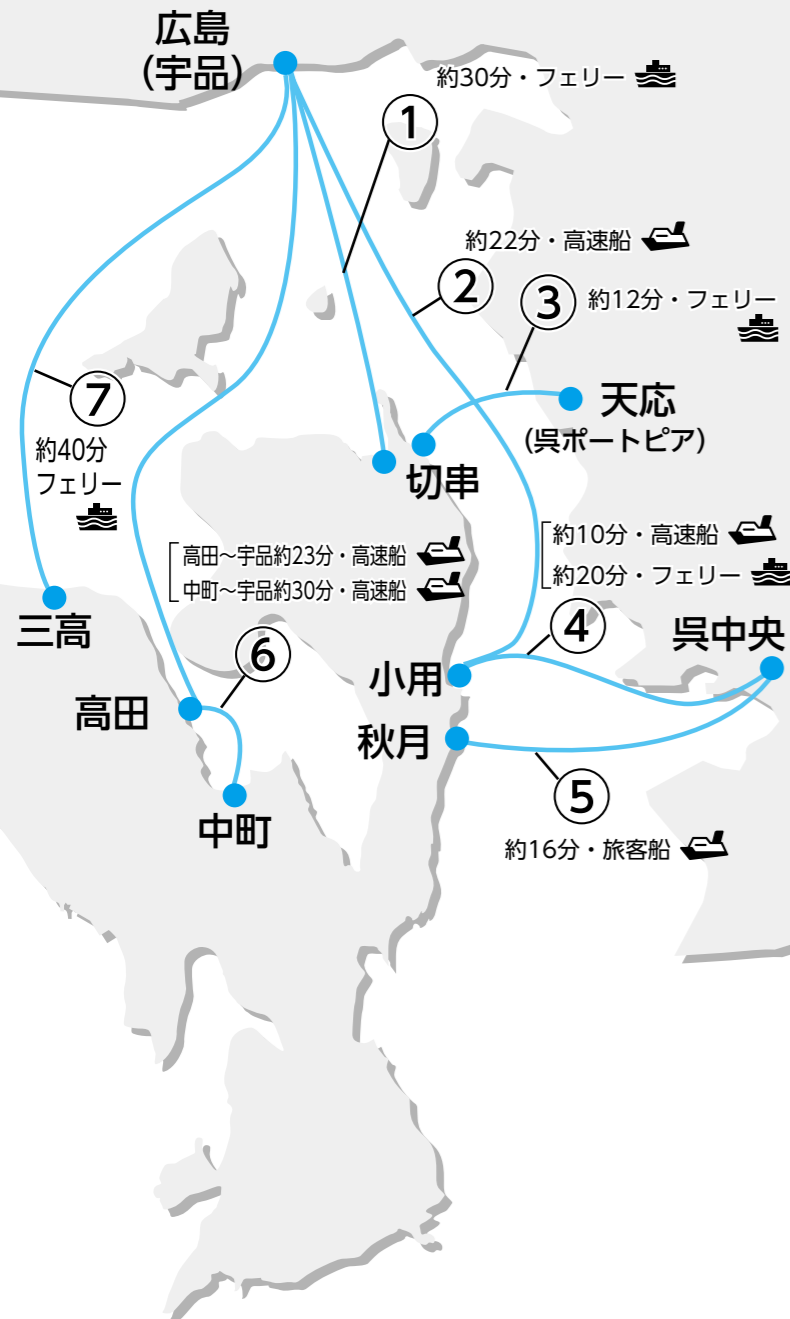 広島
(宇品)
約30分・フェリー
①
約22分・高速船
②
③
約12分・フェリー
⑦
約40分
フェリー
天応
(呉ポートピア)
切串
高田〜宇品約23分・高速船
中町〜宇品約30分・高速船
約10分・高速船
約20分・フェリー
三高
⑥
④
呉中央
高田
小用
秋月
中町
⑤
約16分・旅客船